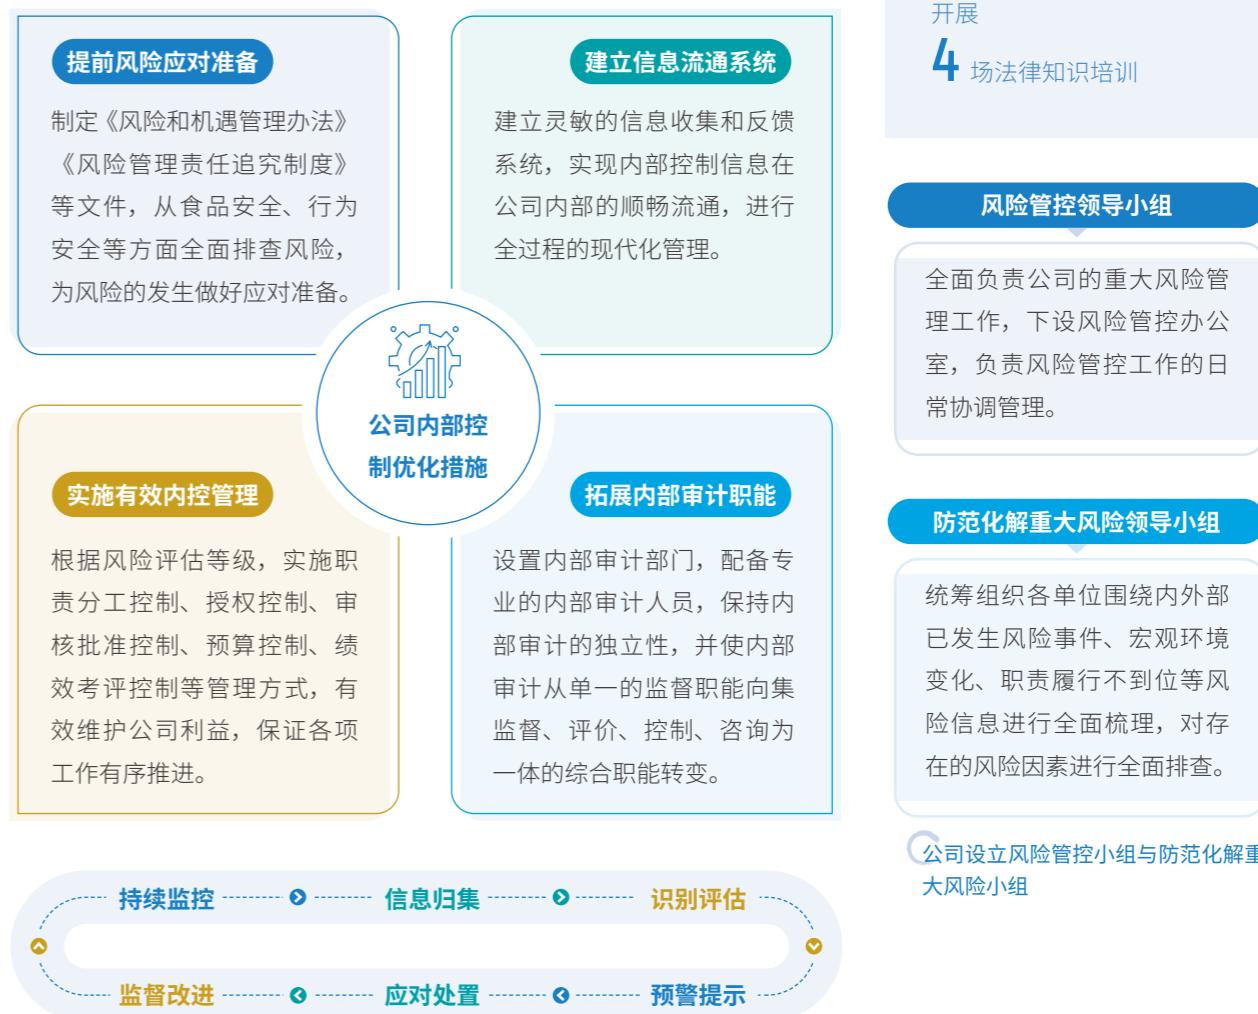 提前风险应对准备
制定《风险和机遇管理办法》
《风险管理责任追究制度》
等文件，从食品安全、行为
安全等方面全面排查风险，
为风险的发生做好应对准备。
建立信息流通系统
建立灵敏的信息收集和反馈
系统，实现内部控制信息在
公司内部的顺畅流通，进行
全过程的现代化管理。
公司内部控
制优化措施
实施有效内控管理
根据风险评估等级，实施职
责分工控制、授权控制、审
核批准控制、预算控制、绩
效考评控制等管理方式，有
效维护公司利益，保证各项
工作有序推进。
拓展内部审计职能
设置内部审计部门，配备专
业的内部审计人员，保持内
部审计的独立性，并使内部
审计从单一的监督职能向集
监督、评价、控制、咨询为
一体的综合职能转变。
持续监控
信息归集
识别评估
监督改进
应对处置
预警提示
开展
4 场法律知识培训
风险管控领导小组
全面负责公司的重大风险管
理工作，下设风险管控办公
室，负责风险管控工作的日
常协调管理。
防范化解重大风险领导小组
统筹组织各单位围绕内外部
已发生风险事件、宏观环境
变化、职责履行不到位等风
险信息进行全面梳理，对存
在的风险因素进行全面排查。
公司设立风险管控小组与防范化解重
大风险小组